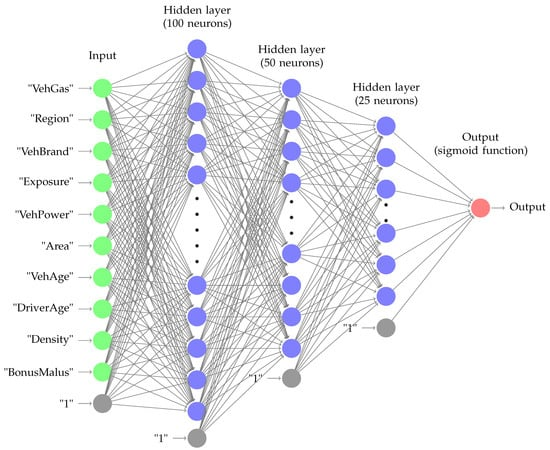 Hidden layer
(100 neurons)
Hidden layer
(50 neurons)
Input
Hidden layer
(25 neurons)
"VehGas"
"Region"
Output
(sigmoid function)
"VehBrand"
"Exposure"
Output
"VehPower"
"Area"
"VehAge"
"DriverAge"
"1"
"Density"
"BonusMalus"
"1"
"1"
"1"